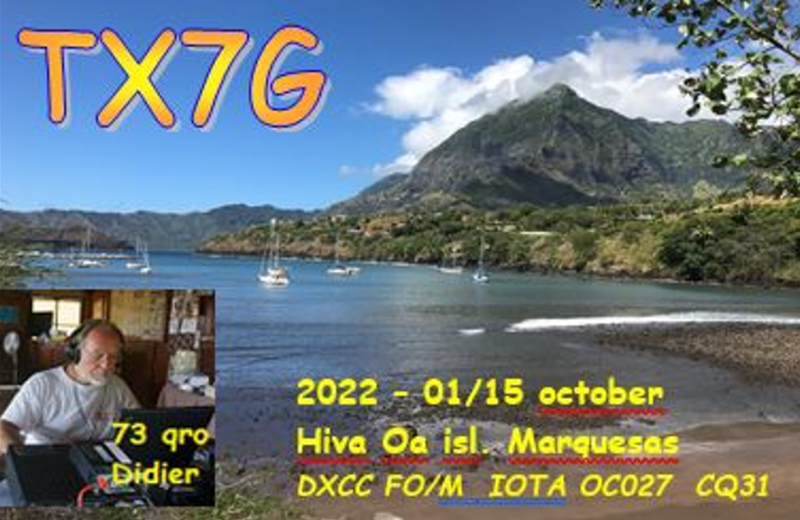 TX7G
2022 - 01/15 october
Hiva Oa isl. Marquesas
DXCC FO/M IOTA OC027 CQ31
73 qro
Didier